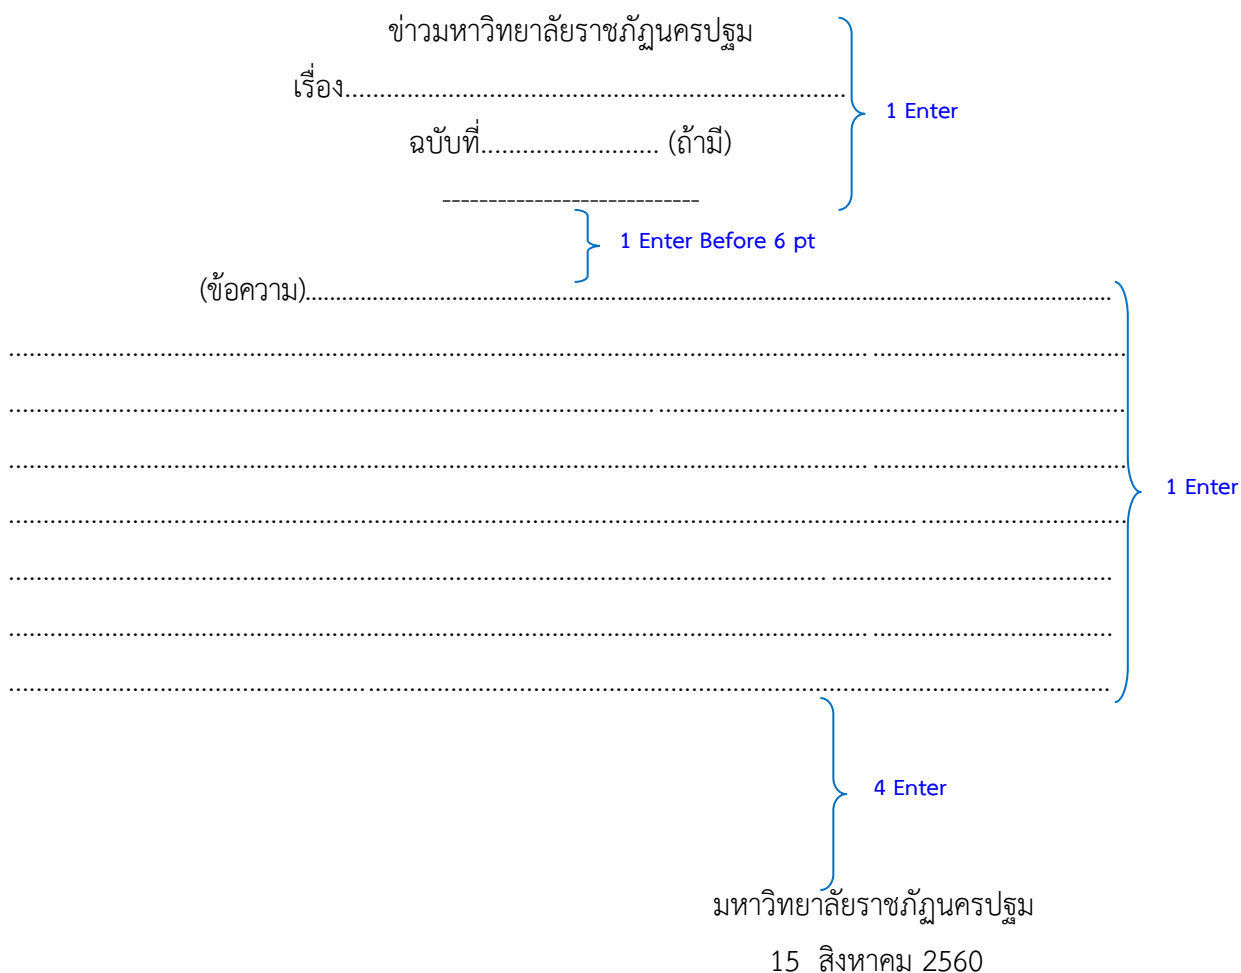 ข่าวมหาวิทยาลัยราชภัฏนครปฐม
เรื่อง.........................................................................
1 Enter
ฉบับที่.......................... (ถ้ามี)
----------------------------
1 Enter Before 6 pt
(ข้อความ)......................................................................................................................................
............................................................................................................................. .....................................
.............................................................................................. ....................................................................
............................................................................................................................. .....................................
1 Enter
.................................................................................................................................... ..............................
....................................................................................................................... .........................................
............................................................................................................................. ...................................
.................................................... ............................................................................................................
4 Enter
มหาวิทยาลัยราชภัฏนครปฐม
15 สิงหาคม 2560